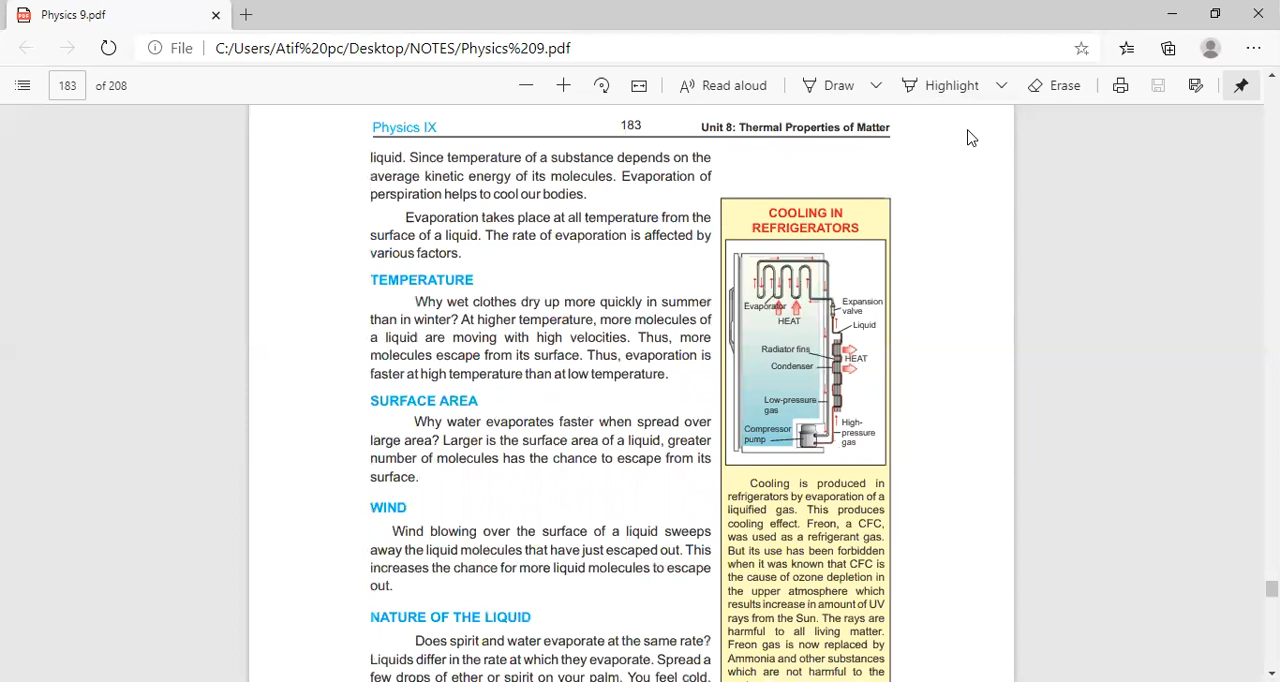 Physics 9.pdf
File
C:/Users/Atif%20pc/Desktop/NOTES/Physics%209.pdf
183 of 208
Read aloud
Draw
Highlight
Erase
Physics IX 183 Unit 8: Thermal Properties of Matter
liquid. Since temperature of a substance depends on the
average kinetic energy of its molecules. Evaporation of
perspiration helps to cool our bodies.
Evaporation takes place at all temperature from the
surface of a liquid. The rate of evaporation is affected by
various factors.
TEMPERATURE
Why wet clothes dry up more quickly in summer
than in winter? At higher temperature, more molecules of
a liquid are moving with high velocities. Thus, more
molecules escape from its surface. Thus, evaporation is
faster at high temperature than at low temperature.
SURFACE AREA
Why water evaporates faster when spread over
large area? Larger is the surface area of a liquid, greater
number of molecules has the chance to escape from its
surface.
WIND
Wind blowing over the surface of a liquid sweeps
away the liquid molecules that have just escaped out. This
increases the chance for more liquid molecules to escape
out.
NATURE OF THE LIQUID
Does spirit and water evaporate at the same rate?
Liquids differ in the rate at which they evaporate. Spread a
few drops of ether or spirit on your palm. You feel cold,
COOLING IN
REFRIGERATORS
Evaporator
HEAT
Expansion
valve
Liquid
Radiator fins
HEAT
Condenser
Low-pressure
gas
Compressor
pump
High-
pressure
gas
Cooling is produced in
refrigerators by evaporation of a
liquified gas. This produces
cooling effect. Freon, a CFC,
was used as a refrigerant gas.
But its use has been forbidden
when it was known that CFC is
the cause of ozone depletion in
the upper atmosphere which
results increase in amount of UV
rays from the Sun. The rays are
harmful to all living matter.
Freon gas is now replaced by
Ammonia and other substances
which are not harmful to the